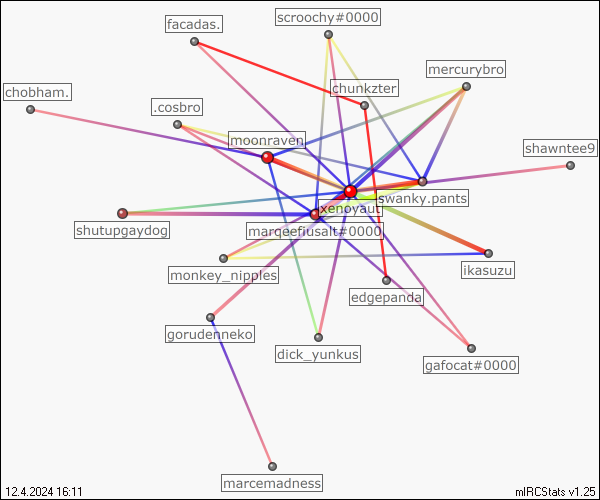 scroochy#0000
facadas.
mercurybro
chobham.
chunkzter
.cosbro
moonraven
shawntee9
swanky.pants
xenoyaut
shutupgaydog
marqeefiusalt#0000
monkey_nipples
ikasuzu
edgepanda
gorudenneko
dick_yunkus
gafocat#0000
marcemadness
12.4.2024 16:11
mIRCStats v1.25